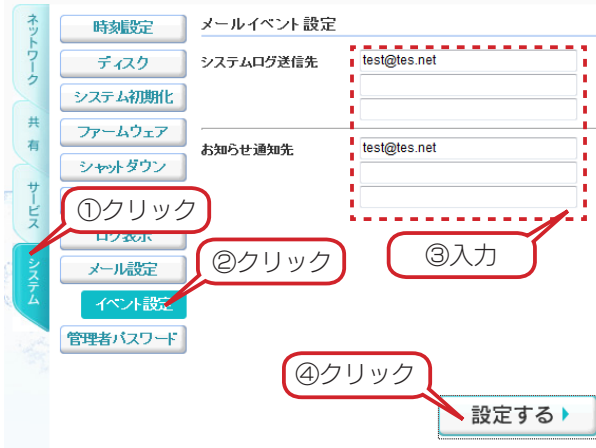 ネットワーク
共有
サービス
システム
時刻設定
ディスク
システム初期化
ファームウェア
シャットダウン
ログ表示
メール設定
イベント設定
管理者パスワード
メールイベント設定
システムログ送信先
test@tes.net
お知らせ通知先
test@tes.net
①クリック
②クリック
③入力
④クリック
設定する